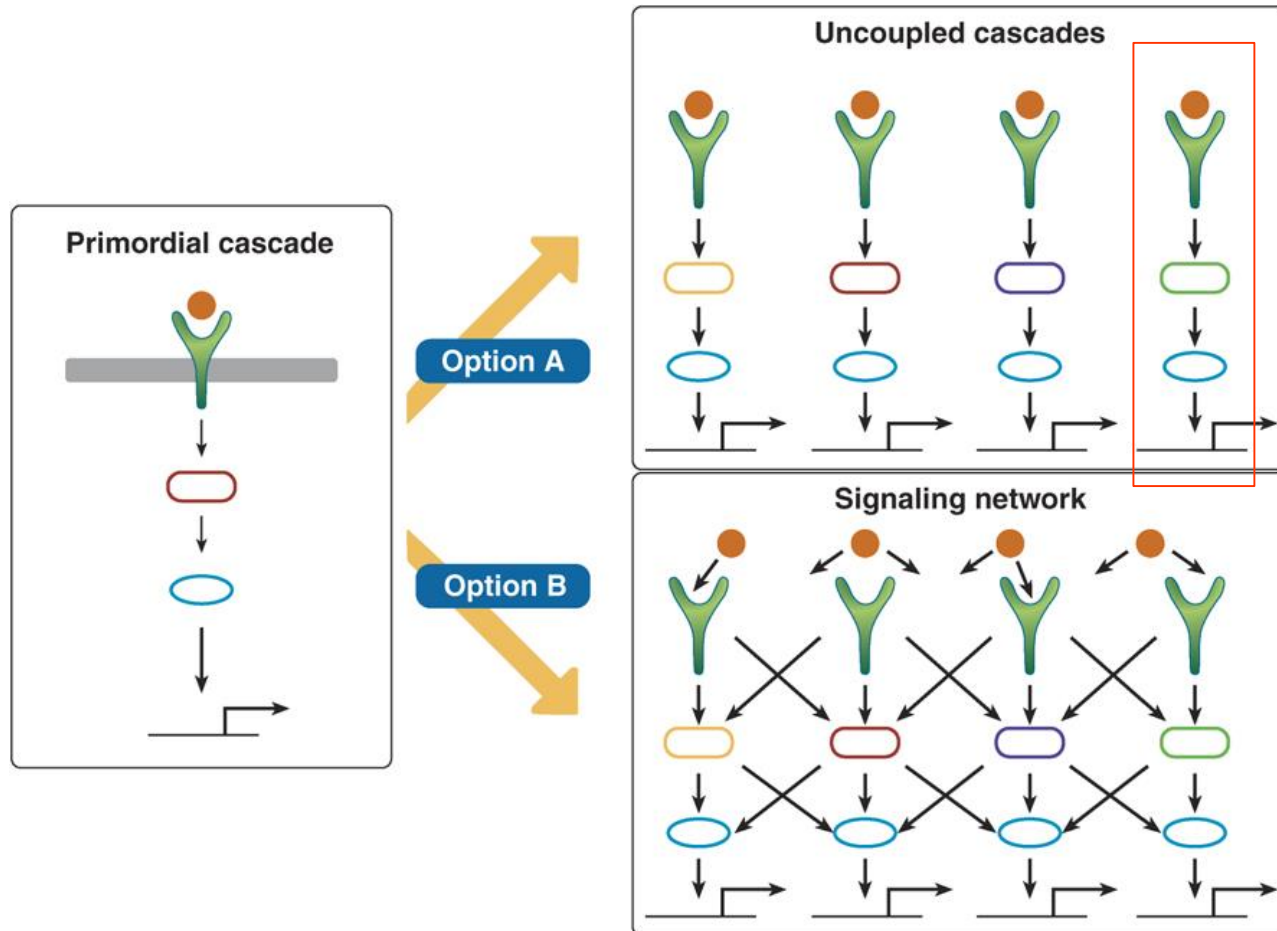 Uncoupled cascades
Primordial cascade
Option A
Signaling network
Option B